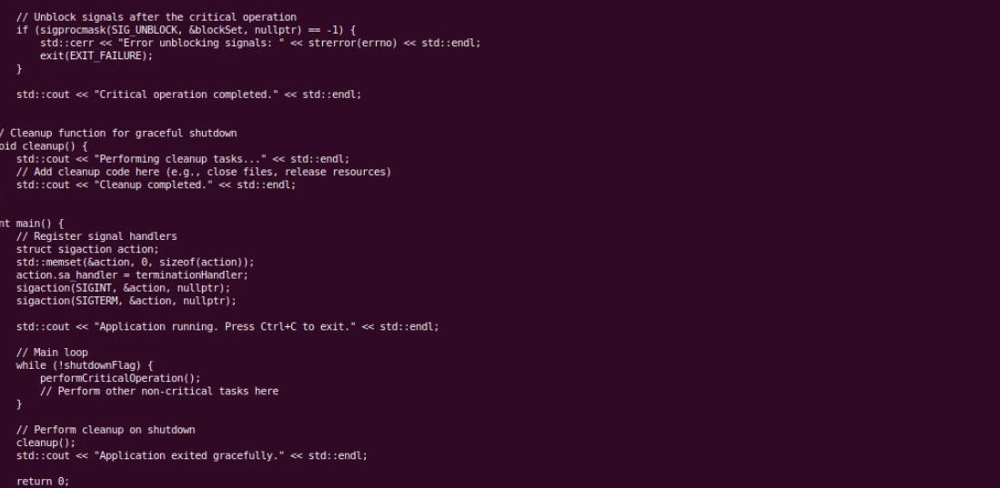 // Unblock signals after the critical operation
if (sigprocmask(SIG_UNBLOCK, &blockSet, nullptr) == -1) {
std::cerr << "Error unblocking signals: " << strerror(errno) << std::endl;
exit(EXIT_FAILURE);
}
std::cout << "Critical operation completed." << std::endl;
/ Cleanup function for graceful shutdown
oid cleanup() {
std::cout << "Performing cleanup tasks..." << std::endl;
// Add cleanup code here (e.g., close files, release resources)
std::cout << "Cleanup completed." << std::endl;
nt main() {
// Register signal handlers
struct sigaction action;
std::memset(&action, 0, sizeof(action));
action.sa_handler = terminationHandler;
sigaction(SIGINT, &action, nullptr);
sigaction(SIGTERM, &action, nullptr);
std::cout << "Application running. Press Ctrl+C to exit." << std::endl;
// Main loop
while (!shutdownFlag) {
performCriticalOperation();
// Perform other non-critical tasks here
}
// Perform cleanup on shutdown
cleanup();
std::cout << "Application exited gracefully." << std::endl;
return 0;